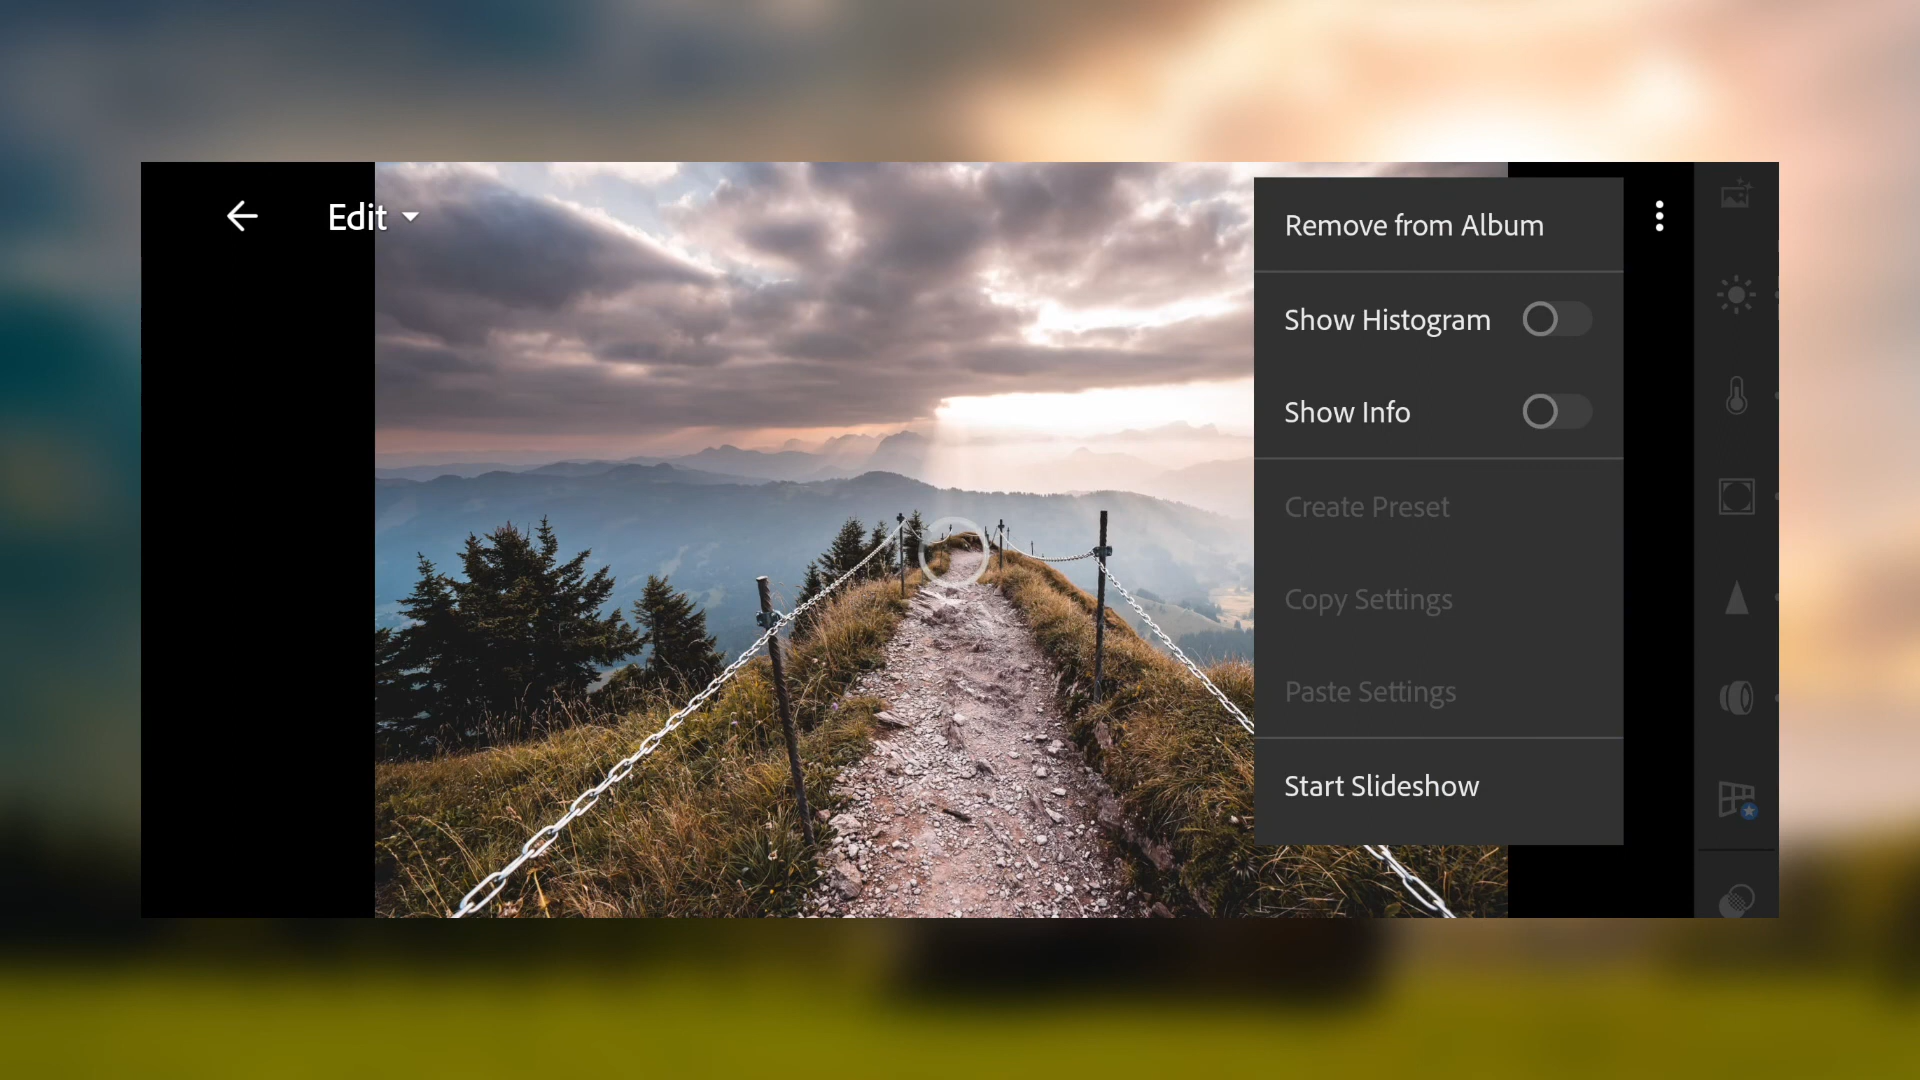 Edit
Remove from Album
Show Histogram
Show Info
Create Preset
Copy Settings
Paste Settings
Start Slideshow